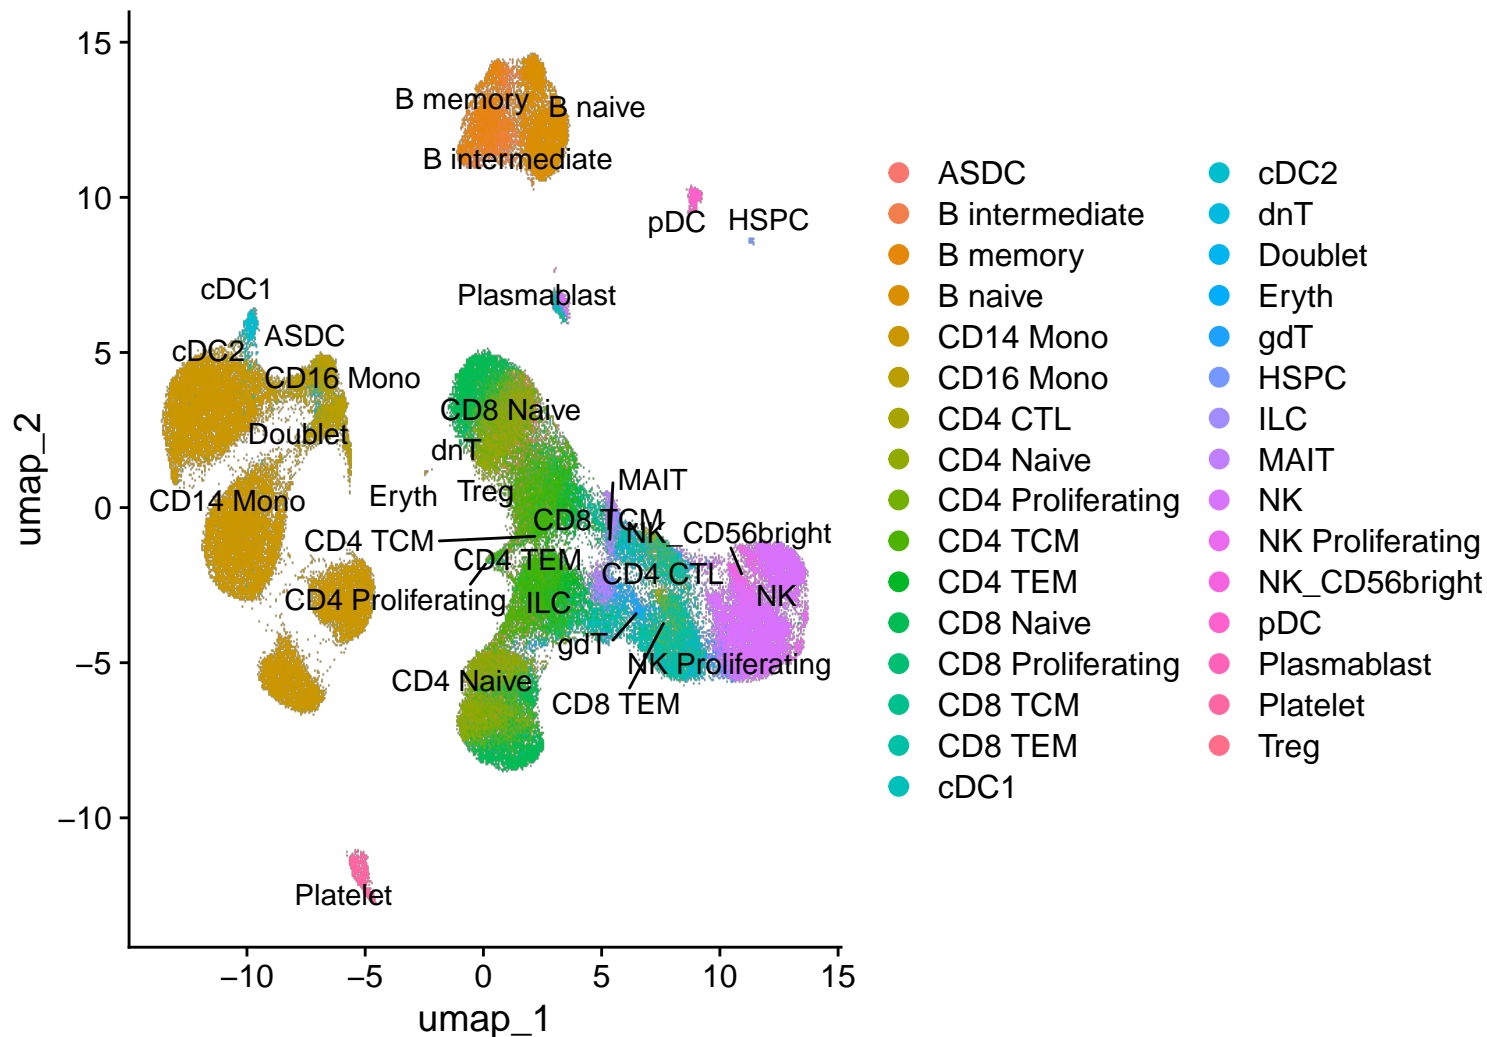 15
10
5
0
−5
−10
umap_2
−10
−5
0
5
10
15
umap_1
B memory
B naive
B intermediate
pDC
HSPC
Plasmablast
cDC1
ASDC
cDC2
CD16 Mono
CD8 Naive
Doublet
dnT
MAIT
Eryth
Treg
CD14 Mono
CD8 TCM
NK_CD56bright
CD4 TCM
CD4 TEM
CD4 CTL
NK
CD4 Proliferating
ILC
gdT
NK Proliferating
CD4 Naive
CD8 TEM
Platelet
ASDC
B intermediate
B memory
B naive
CD14 Mono
CD16 Mono
CD4 CTL
CD4 Naive
CD4 Proliferating
CD4 TCM
CD4 TEM
CD8 Naive
CD8 Proliferating
CD8 TCM
CD8 TEM
cDC1
cDC2
dnT
Doublet
Eryth
gdT
HSPC
ILC
MAIT
NK
NK Proliferating
NK_CD56bright
pDC
Plasmablast
Platelet
Treg